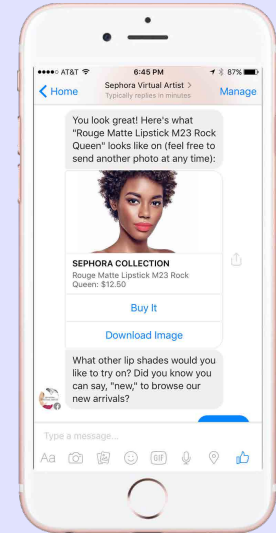 AT&T 6:45 PM 87%
Home Sephora Virtual Artist > Manage
Typically replies in minutes
You look great! Here's what
"Rouge Matte Lipstick M23 Rock
Queen" looks like on (feel free to
send another photo at any time):
SEPHORA COLLECTION
Rouge Matte Lipstick M23 Rock
Queen: $12.50
Buy It
Download Image
What other lip shades would you
like to try on? Did you know you
can say, "new," to browse our
new arrivals?
Type a message...
Aa GIF